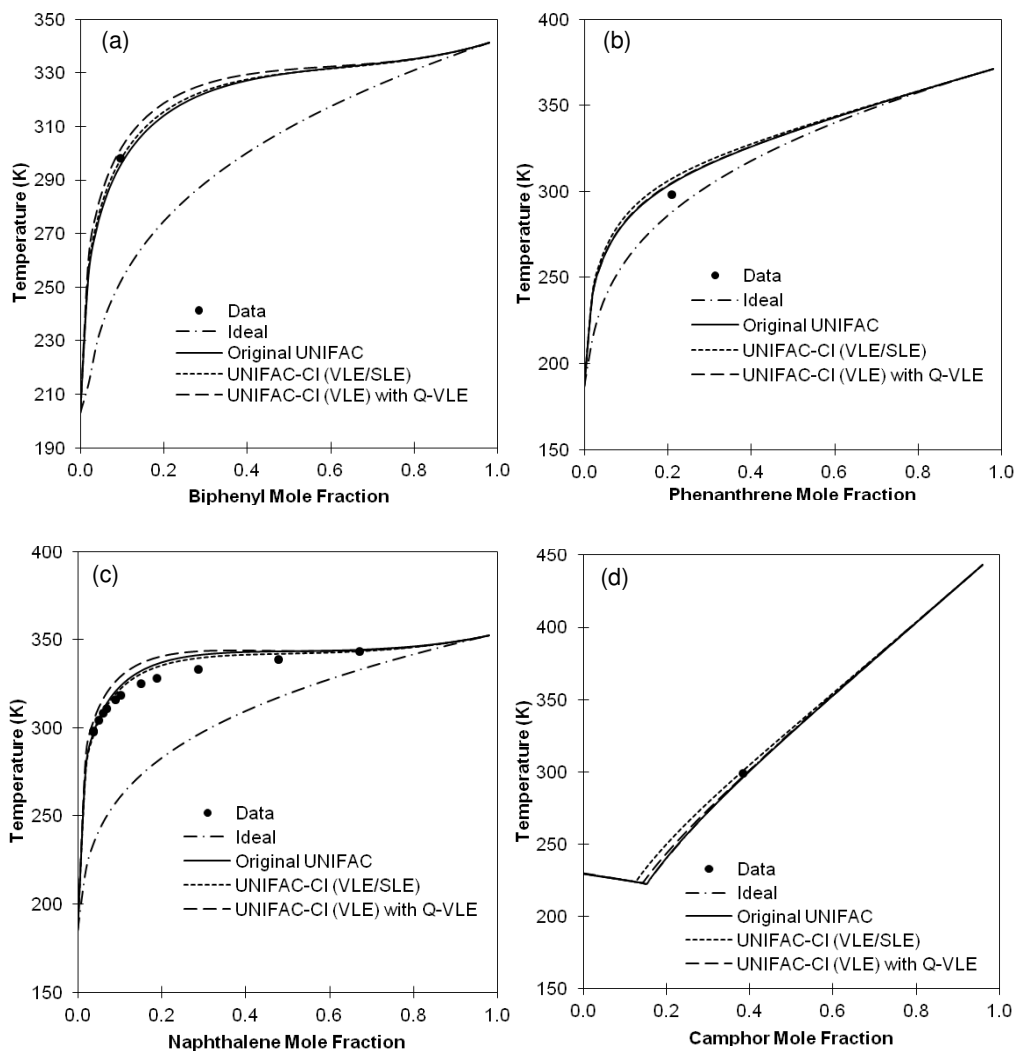 (a)
350
330
310
290
270
250
230
210
190
Temperature (K)
Data
Ideal
Original UNIFAC
UNIFAC-CI (VLE/SLE)
UNIFAC-CI (VLE) with Q-VLE
0.0 0.2 0.4 0.6 0.8 1.0
Biphenyl Mole Fraction
(b)
400
350
300
250
200
150
Temperature (K)
Data
Ideal
Original UNIFAC
UNIFAC-CI (VLE/SLE)
UNIFAC-CI (VLE) with Q-VLE
0.0 0.2 0.4 0.6 0.8 1.0
Phenanthrene Mole Fraction
(c)
400
350
300
250
200
150
Temperature (K)
Data
Ideal
Original UNIFAC
UNIFAC-CI (VLE/SLE)
UNIFAC-CI (VLE) with Q-VLE
0.0 0.2 0.4 0.6 0.8 1.0
Naphthalene Mole Fraction
(d)
450
400
350
300
250
200
150
Temperature (K)
Data
Ideal
Original UNIFAC
UNIFAC-CI (VLE/SLE)
UNIFAC-CI (VLE) with Q-VLE
0.0 0.2 0.4 0.6 0.8 1.0
Camphor Mole Fraction